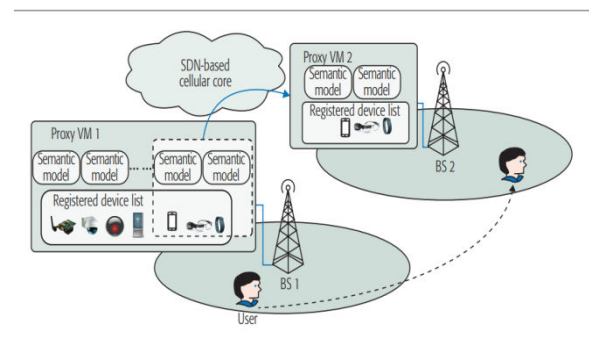 SDN-based
cellular core
Proxy VM 2
Semantic
model
Semantic
model
Registered device list
BS 2
Proxy VM 1
Semantic
model
Semantic
model
Semantic
model
Semantic
model
Registered device list
BS 1
User